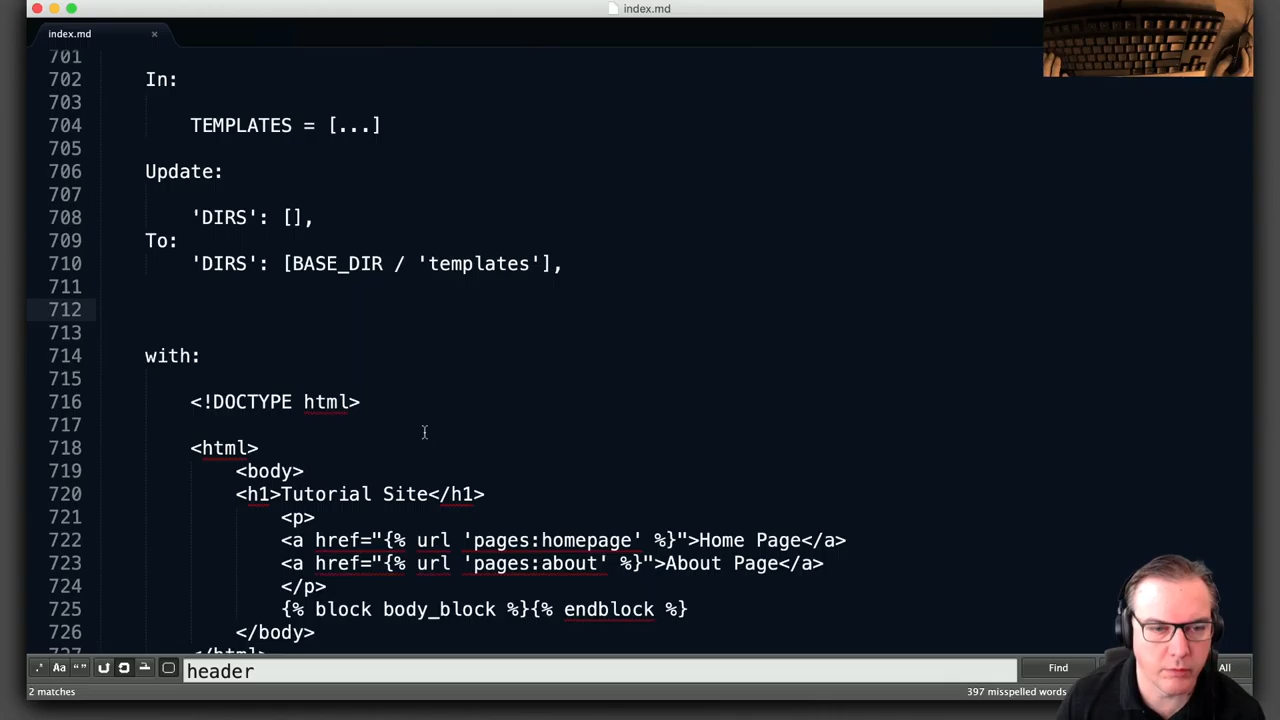 index.md
index.md ×
701
702 In:
703
704 TEMPLATES = [...]
705
706 Update:
707
708 'DIRS': [],
709 To:
710 'DIRS': [BASE_DIR / 'templates'],
711
712
713
714 with:
715
716 <!DOCTYPE html>
717
718 <html>
719 <body>
720 <h1>Tutorial Site</h1>
721 <p>
722 <a href="{% url 'pages:homepage' %}">Home Page</a>
723 <a href="{% url 'pages:about' %}">About Page</a>
724 </p>
725 {% block body_block %}{% endblock %}
726 </body>
727 </html>
.* Aa “” header Find All
2 matches 397 misspelled words